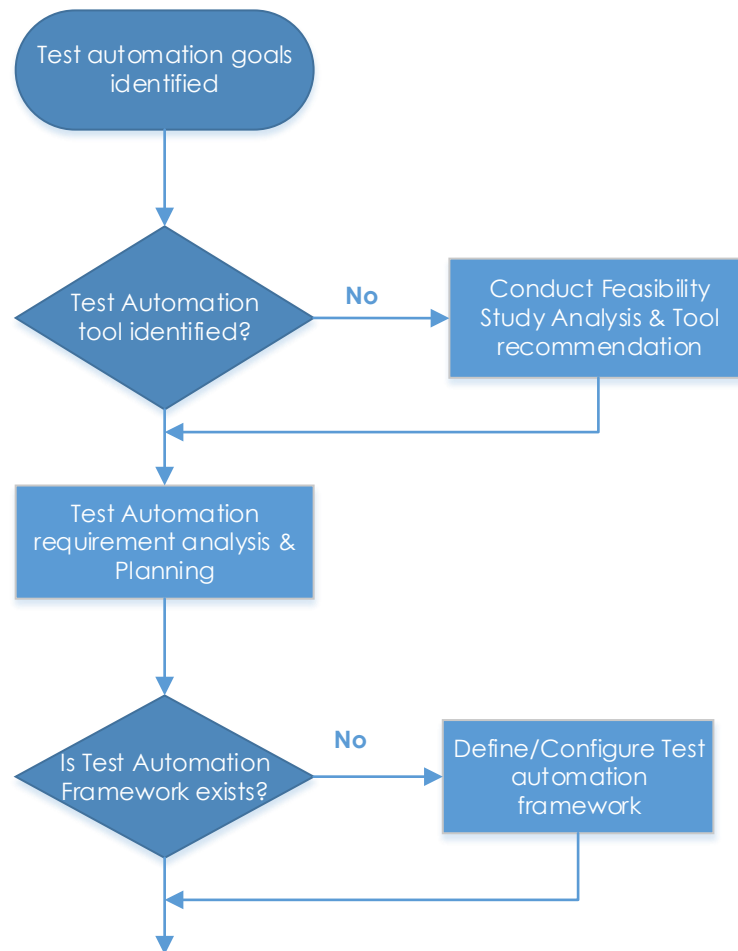 Test automation goals
identified
Test Automation
tool identified?
No
Conduct Feasibility
Study Analysis & Tool
recommendation
Test Automation
requirement analysis &
Planning
Is Test Automation
Framework exists?
No
Define/Configure Test
automation
framework